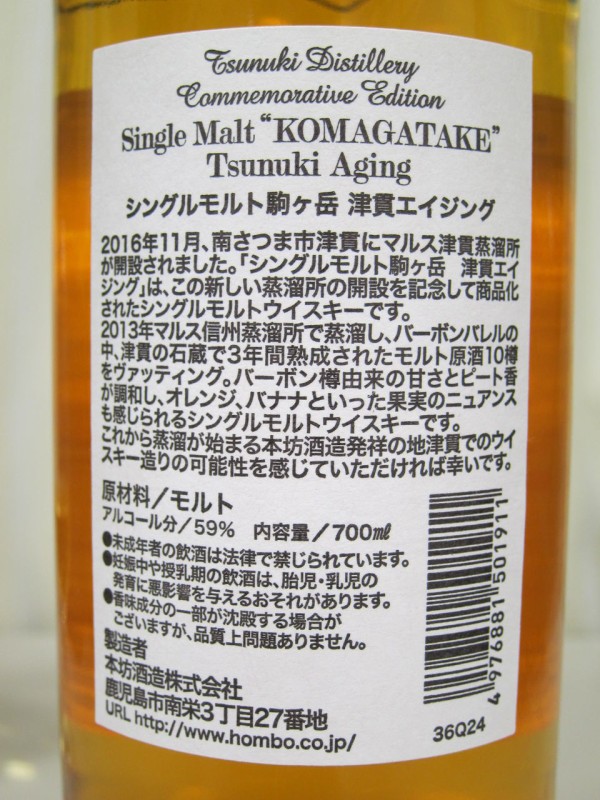 Tsunuki Distillery
Commemorative Edition
Single Malt “KOMAGATAKE”
Tsunuki Aging
シングルモルト駒ヶ岳 津貫エイジング
2016年11月、南さつま市津貫にマルス津貫蒸溜所
が開設されました。「シングルモルト駒ヶ岳　津貫エイ
ジング」は、この新しい蒸溜所の開設を記念して商品化
されたシングルモルトウイスキーです。
2013年マルス信州蒸溜所で蒸溜し、バーボンバレルの
中、津貫の石蔵で3年間熟成されたモルト原酒10樽
をヴァッティング。バーボン樽由来の甘さとピート香
が調和し、オレンジ、バナナといった果実のニュアンス
も感じられるシングルモルトウイスキーです。
これから蒸溜が始まる本坊酒造発祥の地津貫でのウイ
スキー造りの可能性を感じていただければ幸いです。
原材料/モルト
アルコール分/59%　内容量/700㎖
●未成年者の飲酒は法律で禁じられています。
●妊娠中や授乳期の飲酒は、胎児・乳児の
発育に悪影響を与えるおそれがあります。
●香味成分の一部が沈殿する場合が
ございますが、品質上問題ありません。
製造者
本坊酒造株式会社
鹿児島市南栄3丁目27番地
URL http://www.hombo.co.jp/
4 976881 501911
36Q24